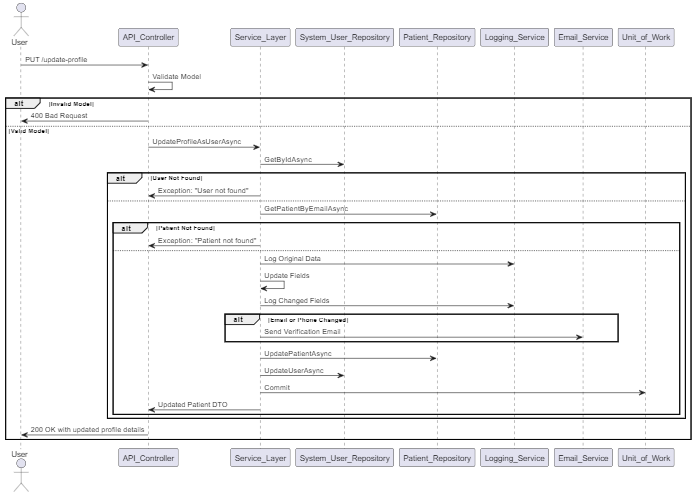 User
API_Controller Service_Layer System_User_Repository Patient_Repository Logging_Service Email_Service Unit_of_Work
PUT /update-profile
Validate Model
alt [Invalid Model]
400 Bad Request
[Valid Model]
UpdateProfileAsUserAsync
GetByIdAsync
alt [User Not Found]
Exception: "User not found"
GetPatientByEmailAsync
alt [Patient Not Found]
Exception: "Patient not found"
Log Original Data
Update Fields
Log Changed Fields
alt [Email or Phone Changed]
Send Verification Email
UpdatePatientAsync
UpdateUserAsync
Commit
Updated Patient DTO
200 OK with updated profile details
User
API_Controller Service_Layer System_User_Repository Patient_Repository Logging_Service Email_Service Unit_of_Work